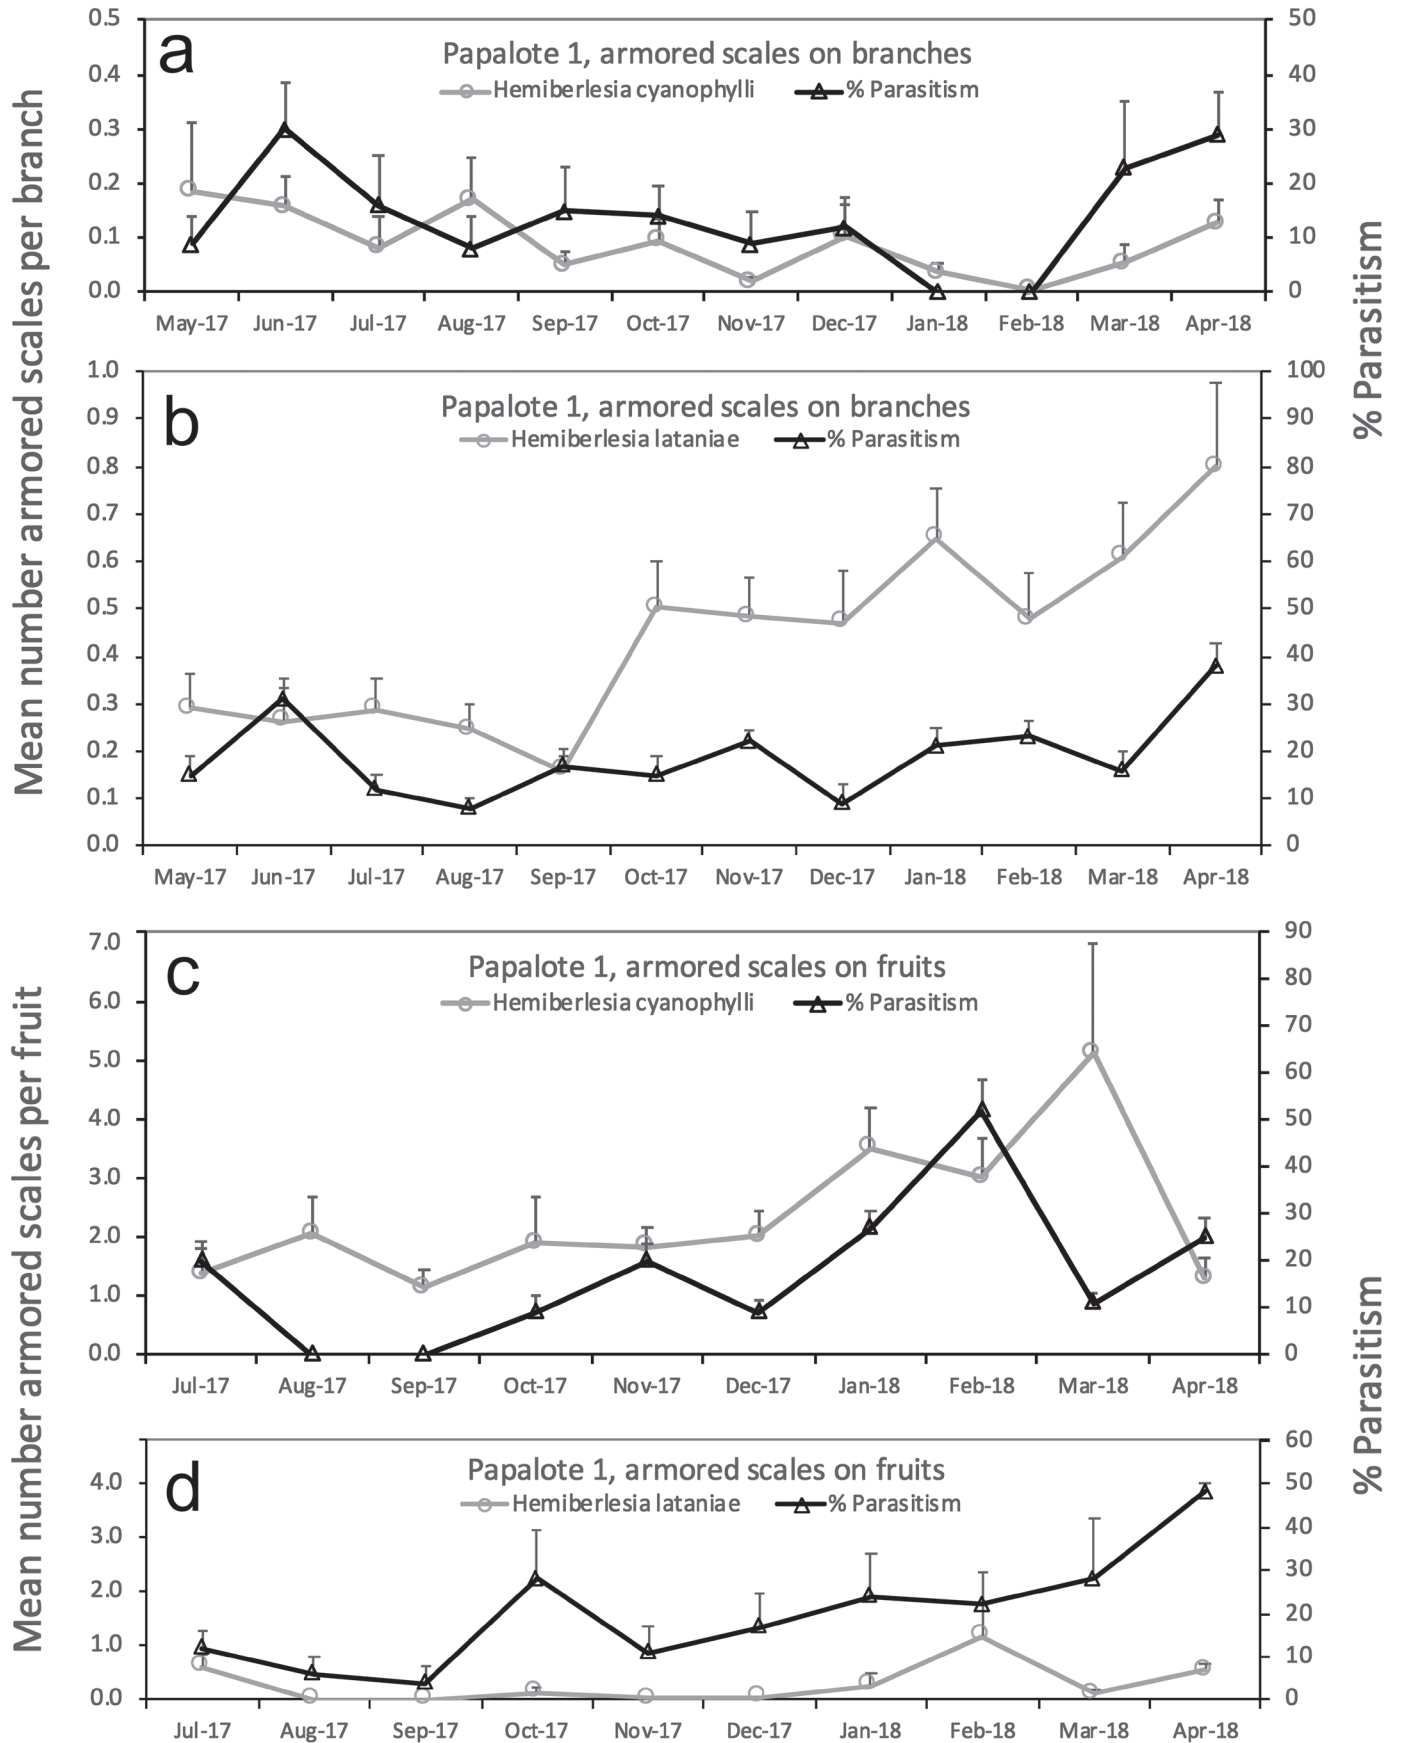 Mean number armored scales per branch
% Parasitism
a
Papalote 1, armored scales on branches
Hemiberlesia cyanophylli % Parasitism
0.5 50
0.4 40
0.3 30
0.2 20
0.1 10
0.0 0
May-17 Jun-17 Jul-17 Aug-17 Sep-17 Oct-17 Nov-17 Dec-17 Jan-18 Feb-18 Mar-18 Apr-18
b
Papalote 1, armored scales on branches
Hemiberlesia lataniae % Parasitism
1.0 100
0.9 90
0.8 80
0.7 70
0.6 60
0.5 50
0.4 40
0.3 30
0.2 20
0.1 10
0.0 0
May-17 Jun-17 Jul-17 Aug-17 Sep-17 Oct-17 Nov-17 Dec-17 Jan-18 Feb-18 Mar-18 Apr-18
Mean number armored scales per fruit
% Parasitism
c
Papalote 1, armored scales on fruits
Hemiberlesia cyanophylli % Parasitism
90
7.0
80
6.0
70
5.0
60
4.0 50
40
3.0
30
2.0
20
1.0
10
0.0 0
Jul-17 Aug-17 Sep-17 Oct-17 Nov-17 Dec-17 Jan-18 Feb-18 Mar-18 Apr-18
d
Papalote 1, armored scales on fruits
Hemiberlesia lataniae % Parasitism
60
4.0 50
3.0 40
30
2.0
20
1.0
10
0.0 0
Jul-17 Aug-17 Sep-17 Oct-17 Nov-17 Dec-17 Jan-18 Feb-18 Mar-18 Apr-18